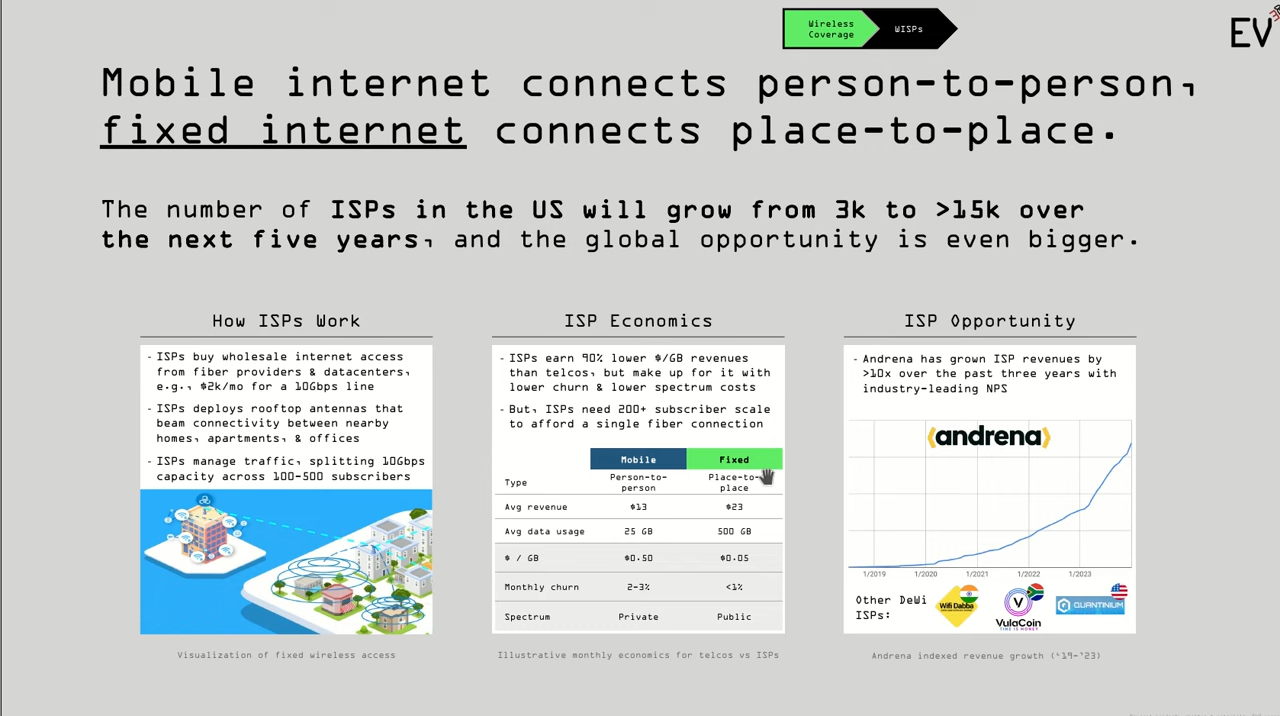 Wireless
Coverage
WISPs
EV
Mobile internet connects person-to-person,
fixed internet connects place-to-place.
The number of ISPs in the US will grow from 3k to >15k over
the next five years, and the global opportunity is even bigger.
How ISPs Work
- ISPs buy wholesale internet access
from fiber providers & datacenters,
e.g., $2k/mo for a 10Gbps line
- ISPs deploys rooftop antennas that
beam connectivity between nearby
homes, apartments, & offices
- ISPs manage traffic, splitting 10Gbps
capacity across 100-500 subscribers
Visualization of fixed wireless access
ISP Economics
- ISPs earn 90% lower $/GB revenues
than telcos, but make up for it with
lower churn & lower spectrum costs
- But, ISPs need 200+ subscriber scale
to afford a single fiber connection
Mobile Fixed
Type Person-to-person Place-to-place
Avg revenue $13 $23
Avg data usage 25 GB 500 GB
$ / GB $0.50 $0.05
Monthly churn 2-3% <1%
Spectrum Private Public
Illustrative monthly economics for telcos vs ISPs
ISP Opportunity
- Andrena has grown ISP revenues by
>10x over the past three years with
industry-leading NPS
(andrena)
1/2019 1/2020 1/2021 1/2022 1/2023
Other DeWi
ISPs:
Wifi Dabba
VulaCoin
TIME IS MONEY
QUANTINIUM
Andrena indexed revenue growth ('19-'23)